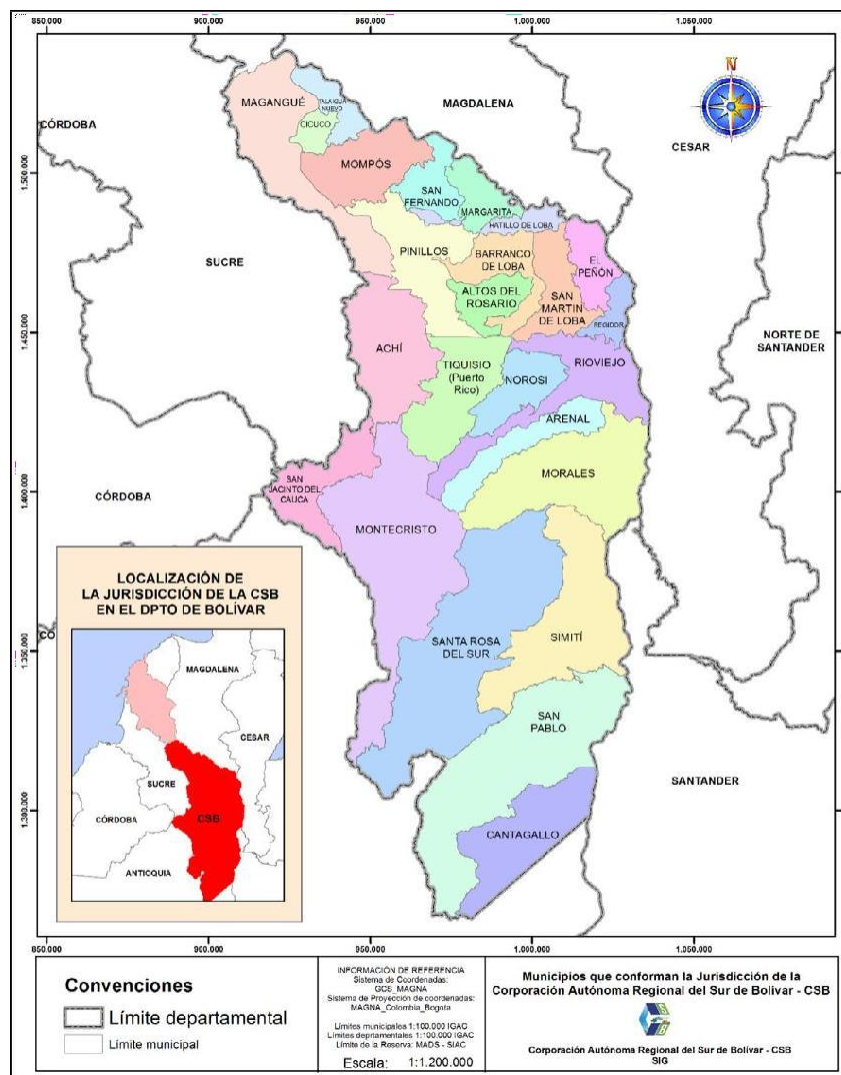 850.000 900.000 950.000 1.000.000 1.050.000
N
MAGDALENA
CÓRDOBA
CESAR
MAGANGUÉ
TALAIGUA
NUEVO
CICUCO
1.500.000
MOMPÓS
SAN
FERNANDO
MARGARITA
HATILLO DE LOBA
SUCRE
PINILLOS
BARRANCO
DE LOBA
EL
PEÑÓN
ALTOS DEL
ROSARIO
SAN
MARTIN
DE LOBA
REGIDOR
1.450.000
NORTE DE
SANTANDER
ACHÍ
TIQUISIO
(Puerto
Rico)
NOROSI
RIOVIEJO
ARENAL
MORALES
CÓRDOBA
SAN
JACINTO DEL
CAUCA
1.400.000
MONTECRISTO
LOCALIZACIÓN DE
LA JURISDICCIÓN DE LA CSB
EN EL DPTO DE BOLÍVAR
MAGDALENA
CESAR
SUCRE
CÓRDOBA
CSB
ANTIOQUIA
1.350.000
SANTA ROSA
DEL SUR
SIMITÍ
SAN
PABLO
SANTANDER
1.300.000
CANTAGALLO
850.000 900.000 950.000 1.000.000 1.050.000
Convenciones
Límite departamental
Límite municipal
INFORMACIÓN DE REFERENCIA
Sistema de Coordenadas:
GCS_MAGNA
Sistema de Proyección de coordenadas:
MAGNA_Colombia_Bogota
Límites municipales 1:100.000 IGAC
Límites departamentales 1:100.000 IGAC
Límite de la Reserva: MADS - SIAC
Escala: 1:1.200.000
Municipios que conforman la Jurisdicción de la
Corporación Autónoma Regional del Sur de Bolívar - CSB
Corporación Autónoma Regional del Sur de Bolívar - CSB
SIG